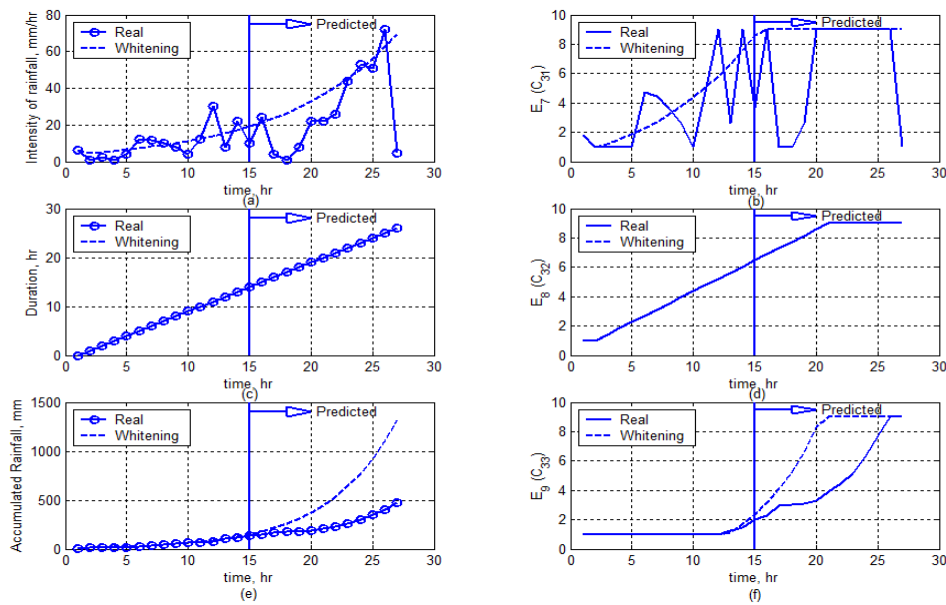 Real
Whitening
Predicted
Intensity of rainfall, mm/hr
80
60
40
20
0
0 5 10 15 20 25 30
time, hr
(a)
Real
Whitening
Predicted
E7 (C31)
10
8
6
4
2
0
0 5 10 15 20 25 30
time, hr
(b)
Real
Whitening
Predicted
Duration, hr
30
20
10
0
0 5 10 15 20 25 30
time, hr
(c)
Real
Whitening
Predicted
E8 (C32)
10
8
6
4
2
0
0 5 10 15 20 25 30
time, hr
(d)
Real
Whitening
Predicted
Accumulated Rainfall, mm
1500
1000
500
0
0 5 10 15 20 25 30
time, hr
(e)
Real
Whitening
Predicted
E9 (C33)
10
8
6
4
2
0
0 5 10 15 20 25 30
time, hr
(f)